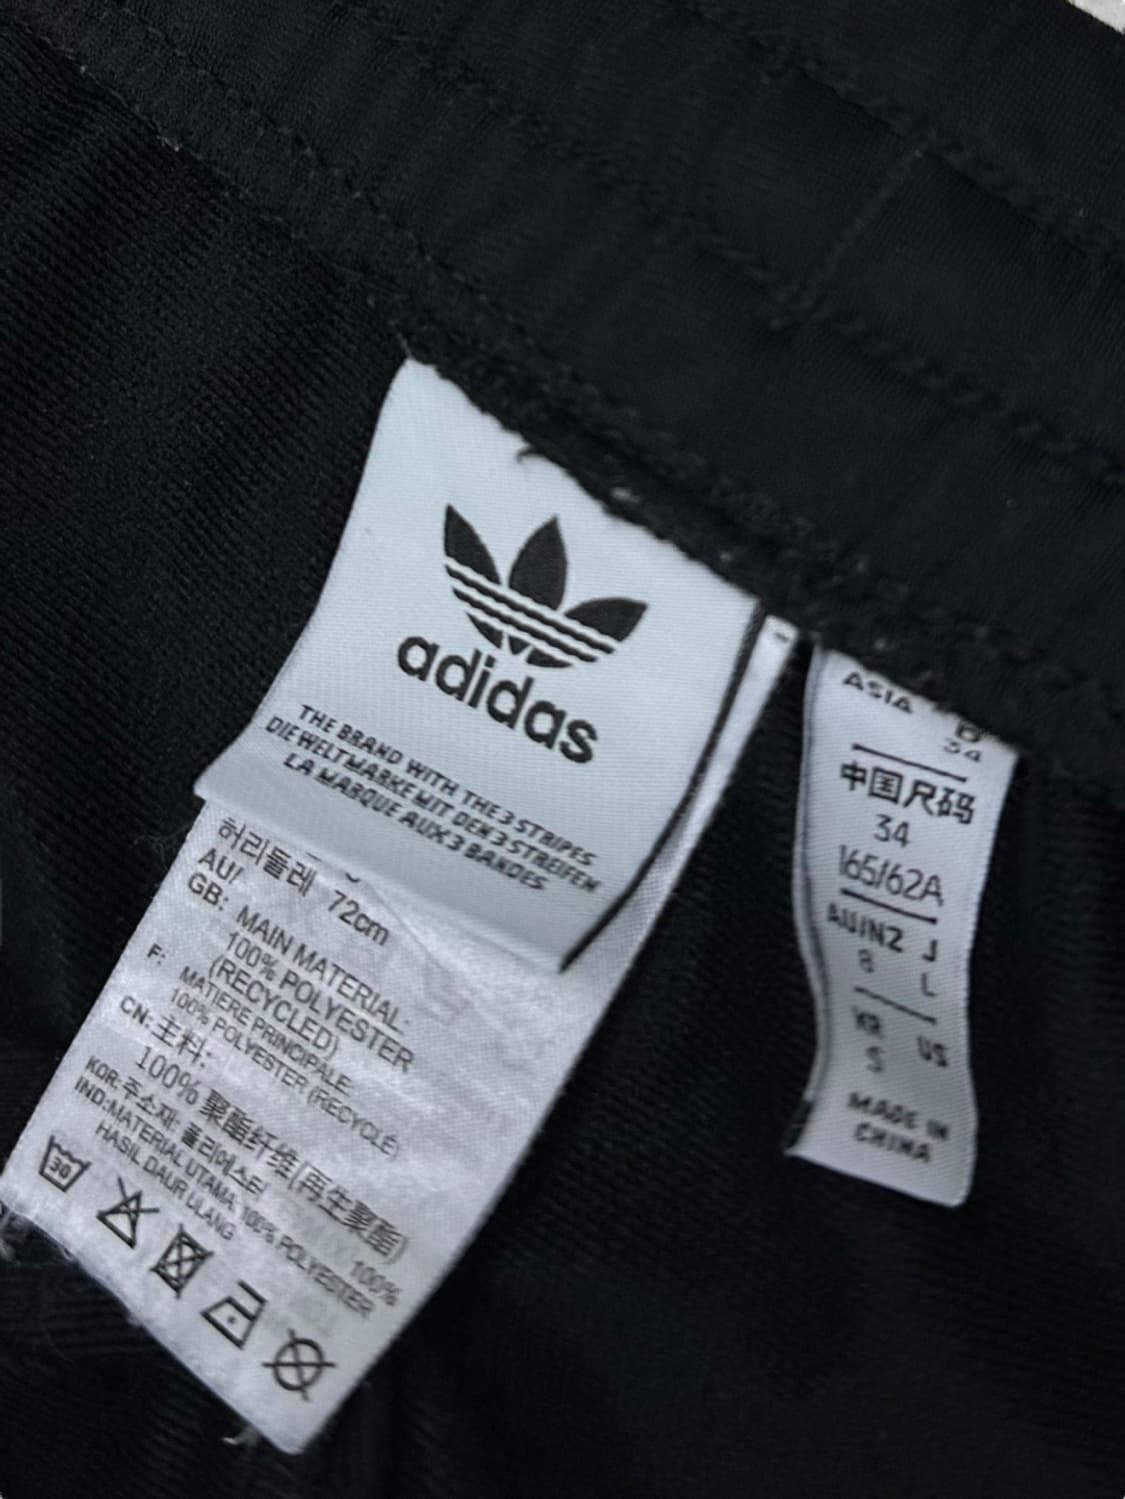 adidas
THE BRAND WITH THE 3 STRIPES
DIE WELTMARKE MIT DEN 3 STREIFEN
LA MARQUE AUX 3 BANDES
허리둘레 72cm
AU/
GB: MAIN MATERIAL:
100% POLYESTER
(RECYCLED)
F: MATIERE PRINCIPALE:
100% POLYESTER (RECYCLÉ)
CN: 主料:
100% 聚酯纤维(再生聚酯)
KOR: 주소재: 폴리에스터 100%
IND: MATERIAL UTAMA: 100% POLYESTER
HASIL DAUR ULANG
30
ASIA
34
中国尺码
34
165/62A
AU/NZ J
8 L
KR US
S
MADE IN
CHINA